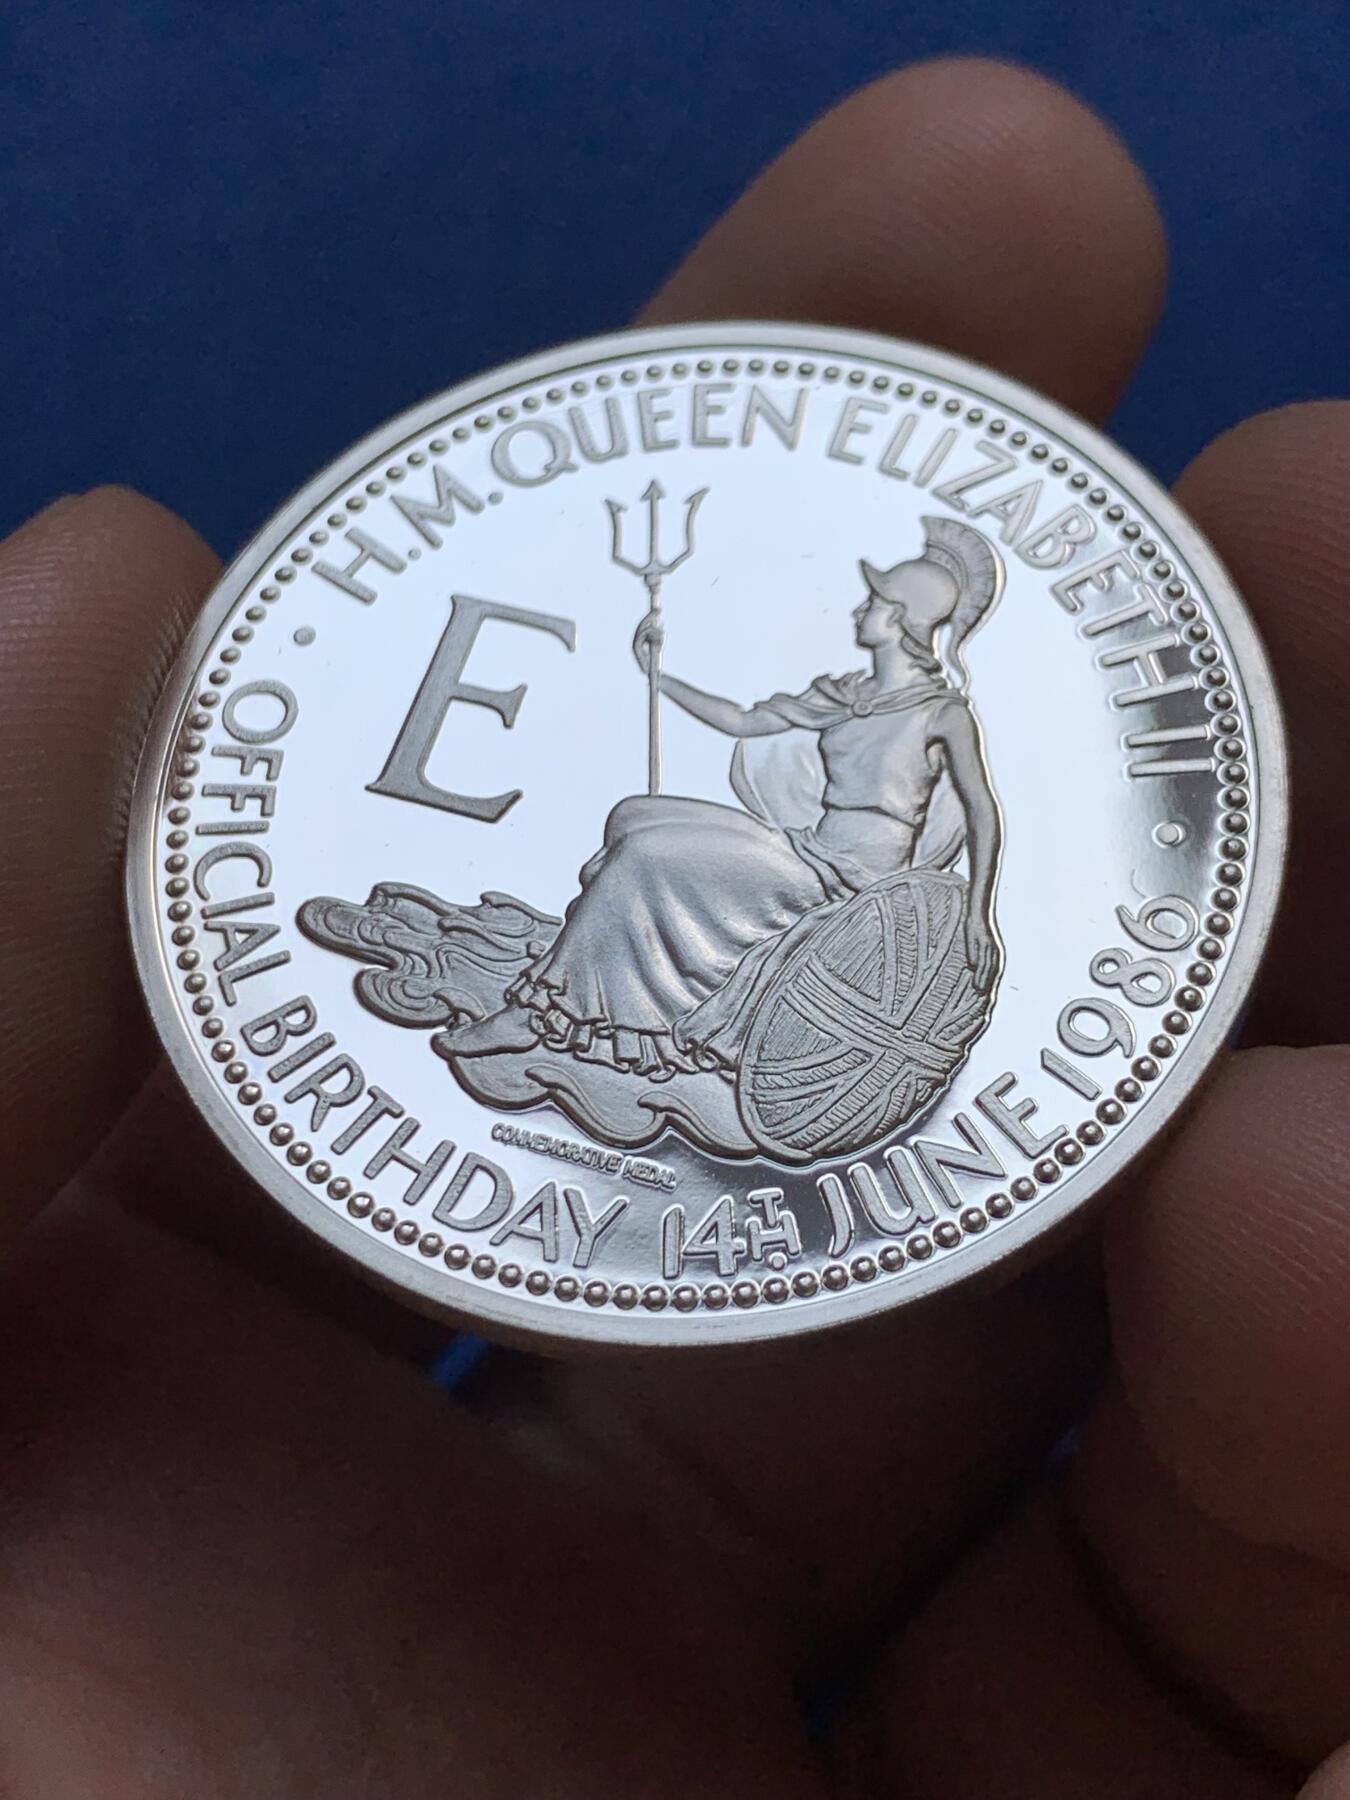 H.M. QUEEN ELIZABETH II
E
COMMEMORATIVE MEDAL
OFFICIAL BIRTHDAY 14TH JUNE 1986